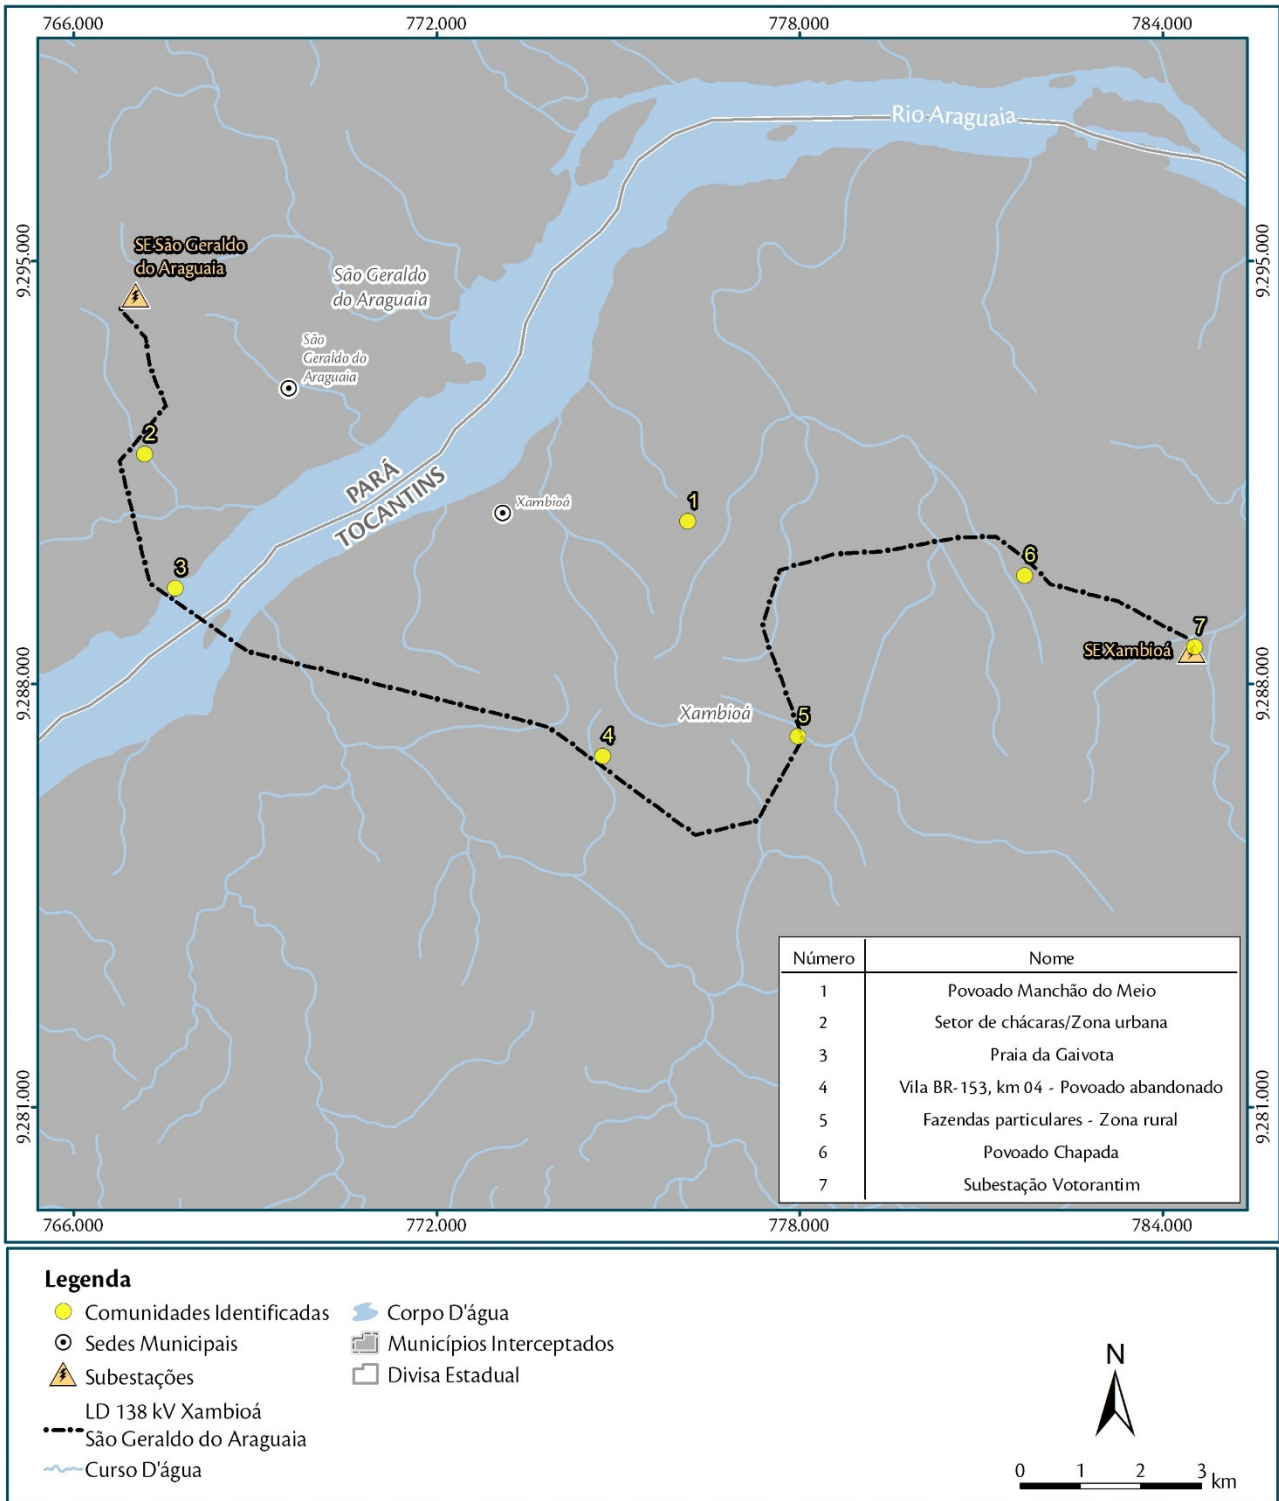 766.000
772.000
778.000
784.000
Rio Araguaia
9.295.000
9.295.000
SE São Geraldo
do Araguaia
São Geraldo
do Araguaia
São
Geraldo do
Araguaia
2
PARÁ
TOCANTINS
Xambioá
1
3
6
7
SE Xambioá
9.288.000
9.288.000
Xambioá
5
4
Número Nome
1 Povoado Manchão do Meio
2 Setor de chácaras/Zona urbana
3 Praia da Gaivota
4 Vila BR-153, km 04 - Povoado abandonado
5 Fazendas particulares - Zona rural
6 Povoado Chapada
7 Subestação Votorantim
9.281.000
9.281.000
766.000
772.000
778.000
784.000
Legenda
Comunidades Identificadas
Sedes Municipais
Subestações
LD 138 kV Xambioá
São Geraldo do Araguaia
Curso D'água
Corpo D'água
Municípios Interceptados
Divisa Estadual
N
0 1 2 3 km